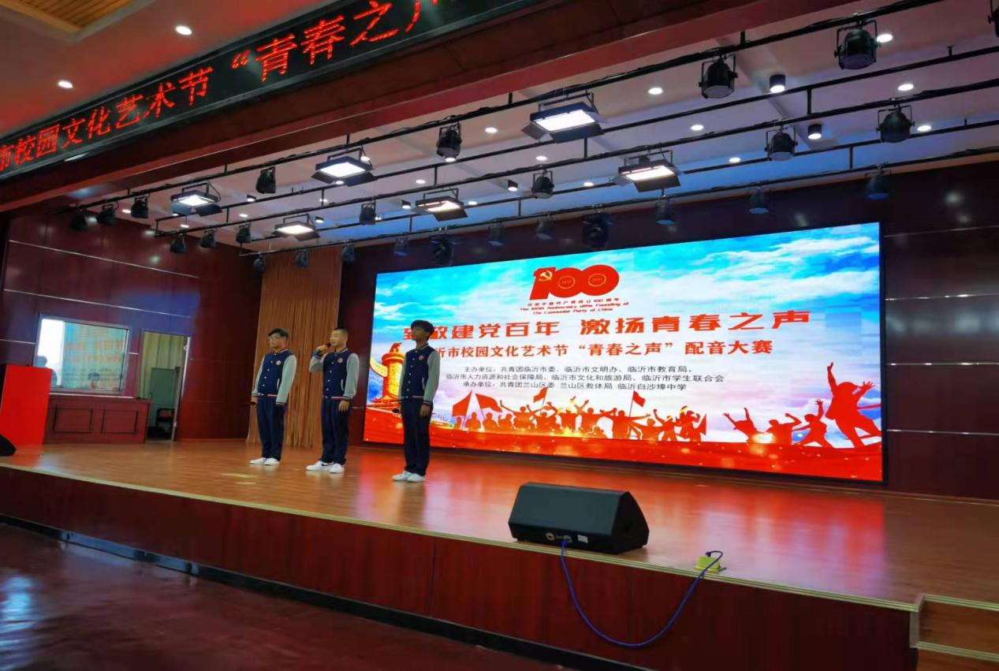 市校园文化艺术节“青春之声
100
庆祝中国共产党成立100周年
The 100th Anniversary of the Founding of
The Communist Party of China
致敬建党百年 激扬青春之声
沂市校园文化艺术节“青春之声”配音大赛
主办单位：共青团临沂市委、临沂市文明办、临沂市教育局、
临沂市人力资源和社会保障局、临沂市文化和旅游局、临沂市学生联合会
承办单位：共青团兰山区委 兰山区教体局 临沂白沙埠中学